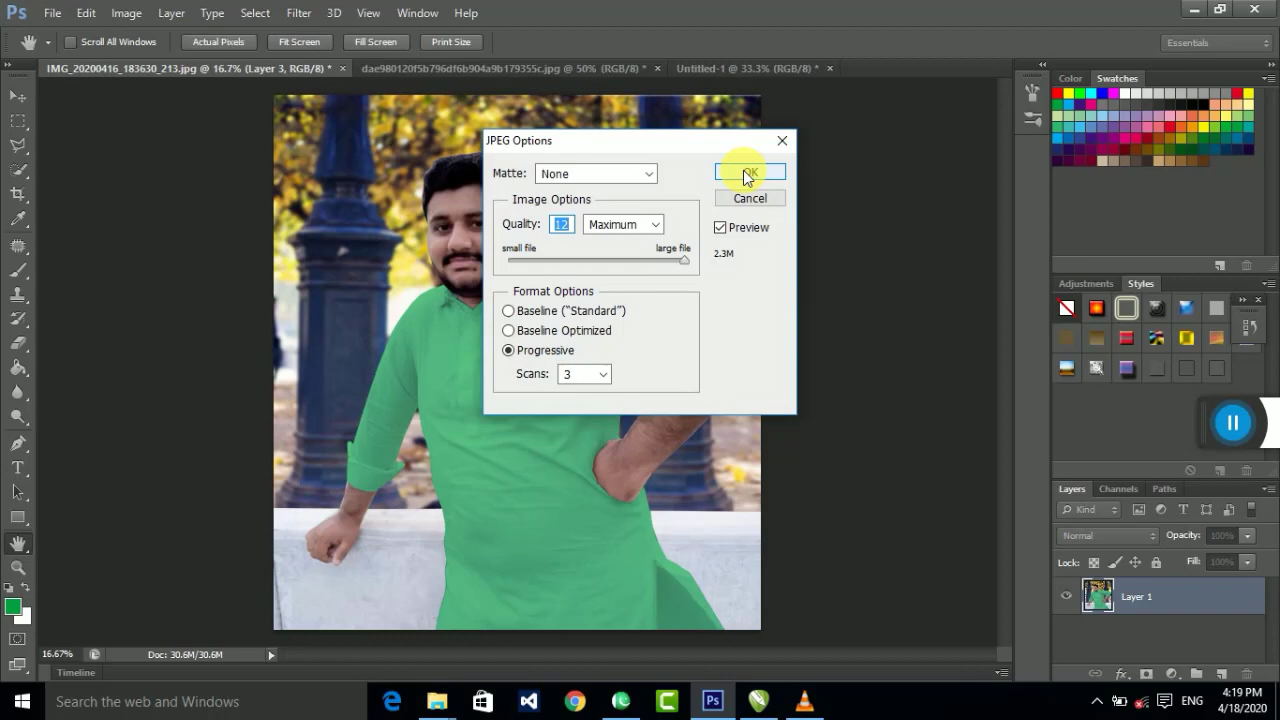 Ps File Edit Image Layer Type Select Filter 3D View Window Help
Scroll All Windows Actual Pixels Fit Screen Fill Screen Print Size Essentials
IMG_20200416_183630_213.jpg @ 16.7% (Layer 3, RGB/8) * × dae980120f5b796df6b904a9b179355c.jpg @ 50% (RGB/8) * × Untitled-1 @ 33.3% (RGB/8) * ×
Color Swatches
JPEG Options
Matte: None OK
Cancel
Image Options
Quality: 12 Maximum
Preview
small file large file
2.3M
Format Options
Baseline ("Standard")
Baseline Optimized
Progressive
Scans: 3
Adjustments Styles
Layers Channels Paths
Kind
Normal Opacity: 100%
Lock: Fill: 100%
Layer 1
16.67% Doc: 30.6M/30.6M
Timeline
Search the web and Windows
Ps
ENG
4:19 PM
4/18/2020